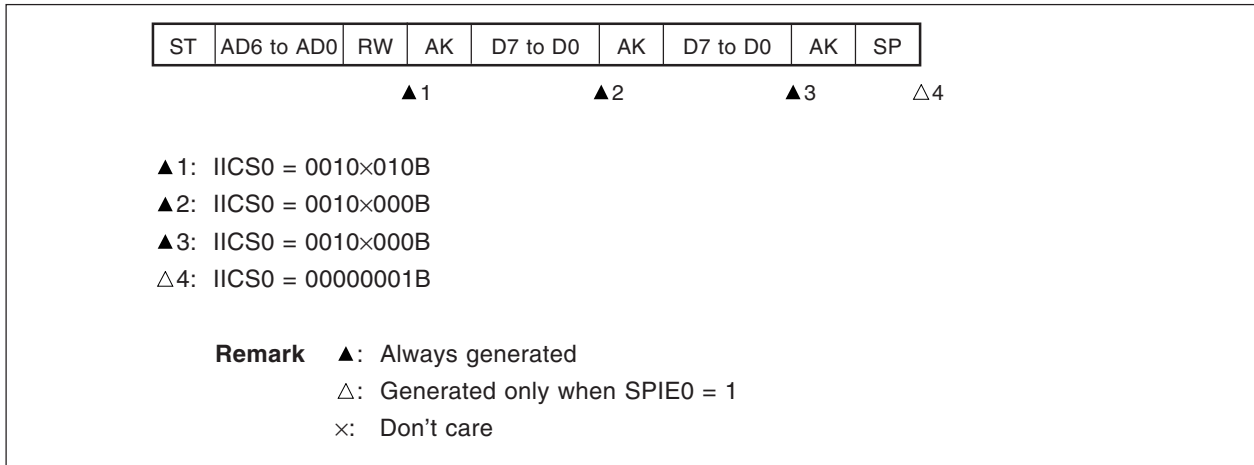 ST AD6 to AD0 RW AK D7 to D0 AK D7 to D0 AK SP
▲1 ▲2 ▲3 △4
▲1: IICS0 = 0010×010B
▲2: IICS0 = 0010×000B
▲3: IICS0 = 0010×000B
△4: IICS0 = 00000001B
Remark ▲: Always generated
△: Generated only when SPIE0 = 1
×: Don't care